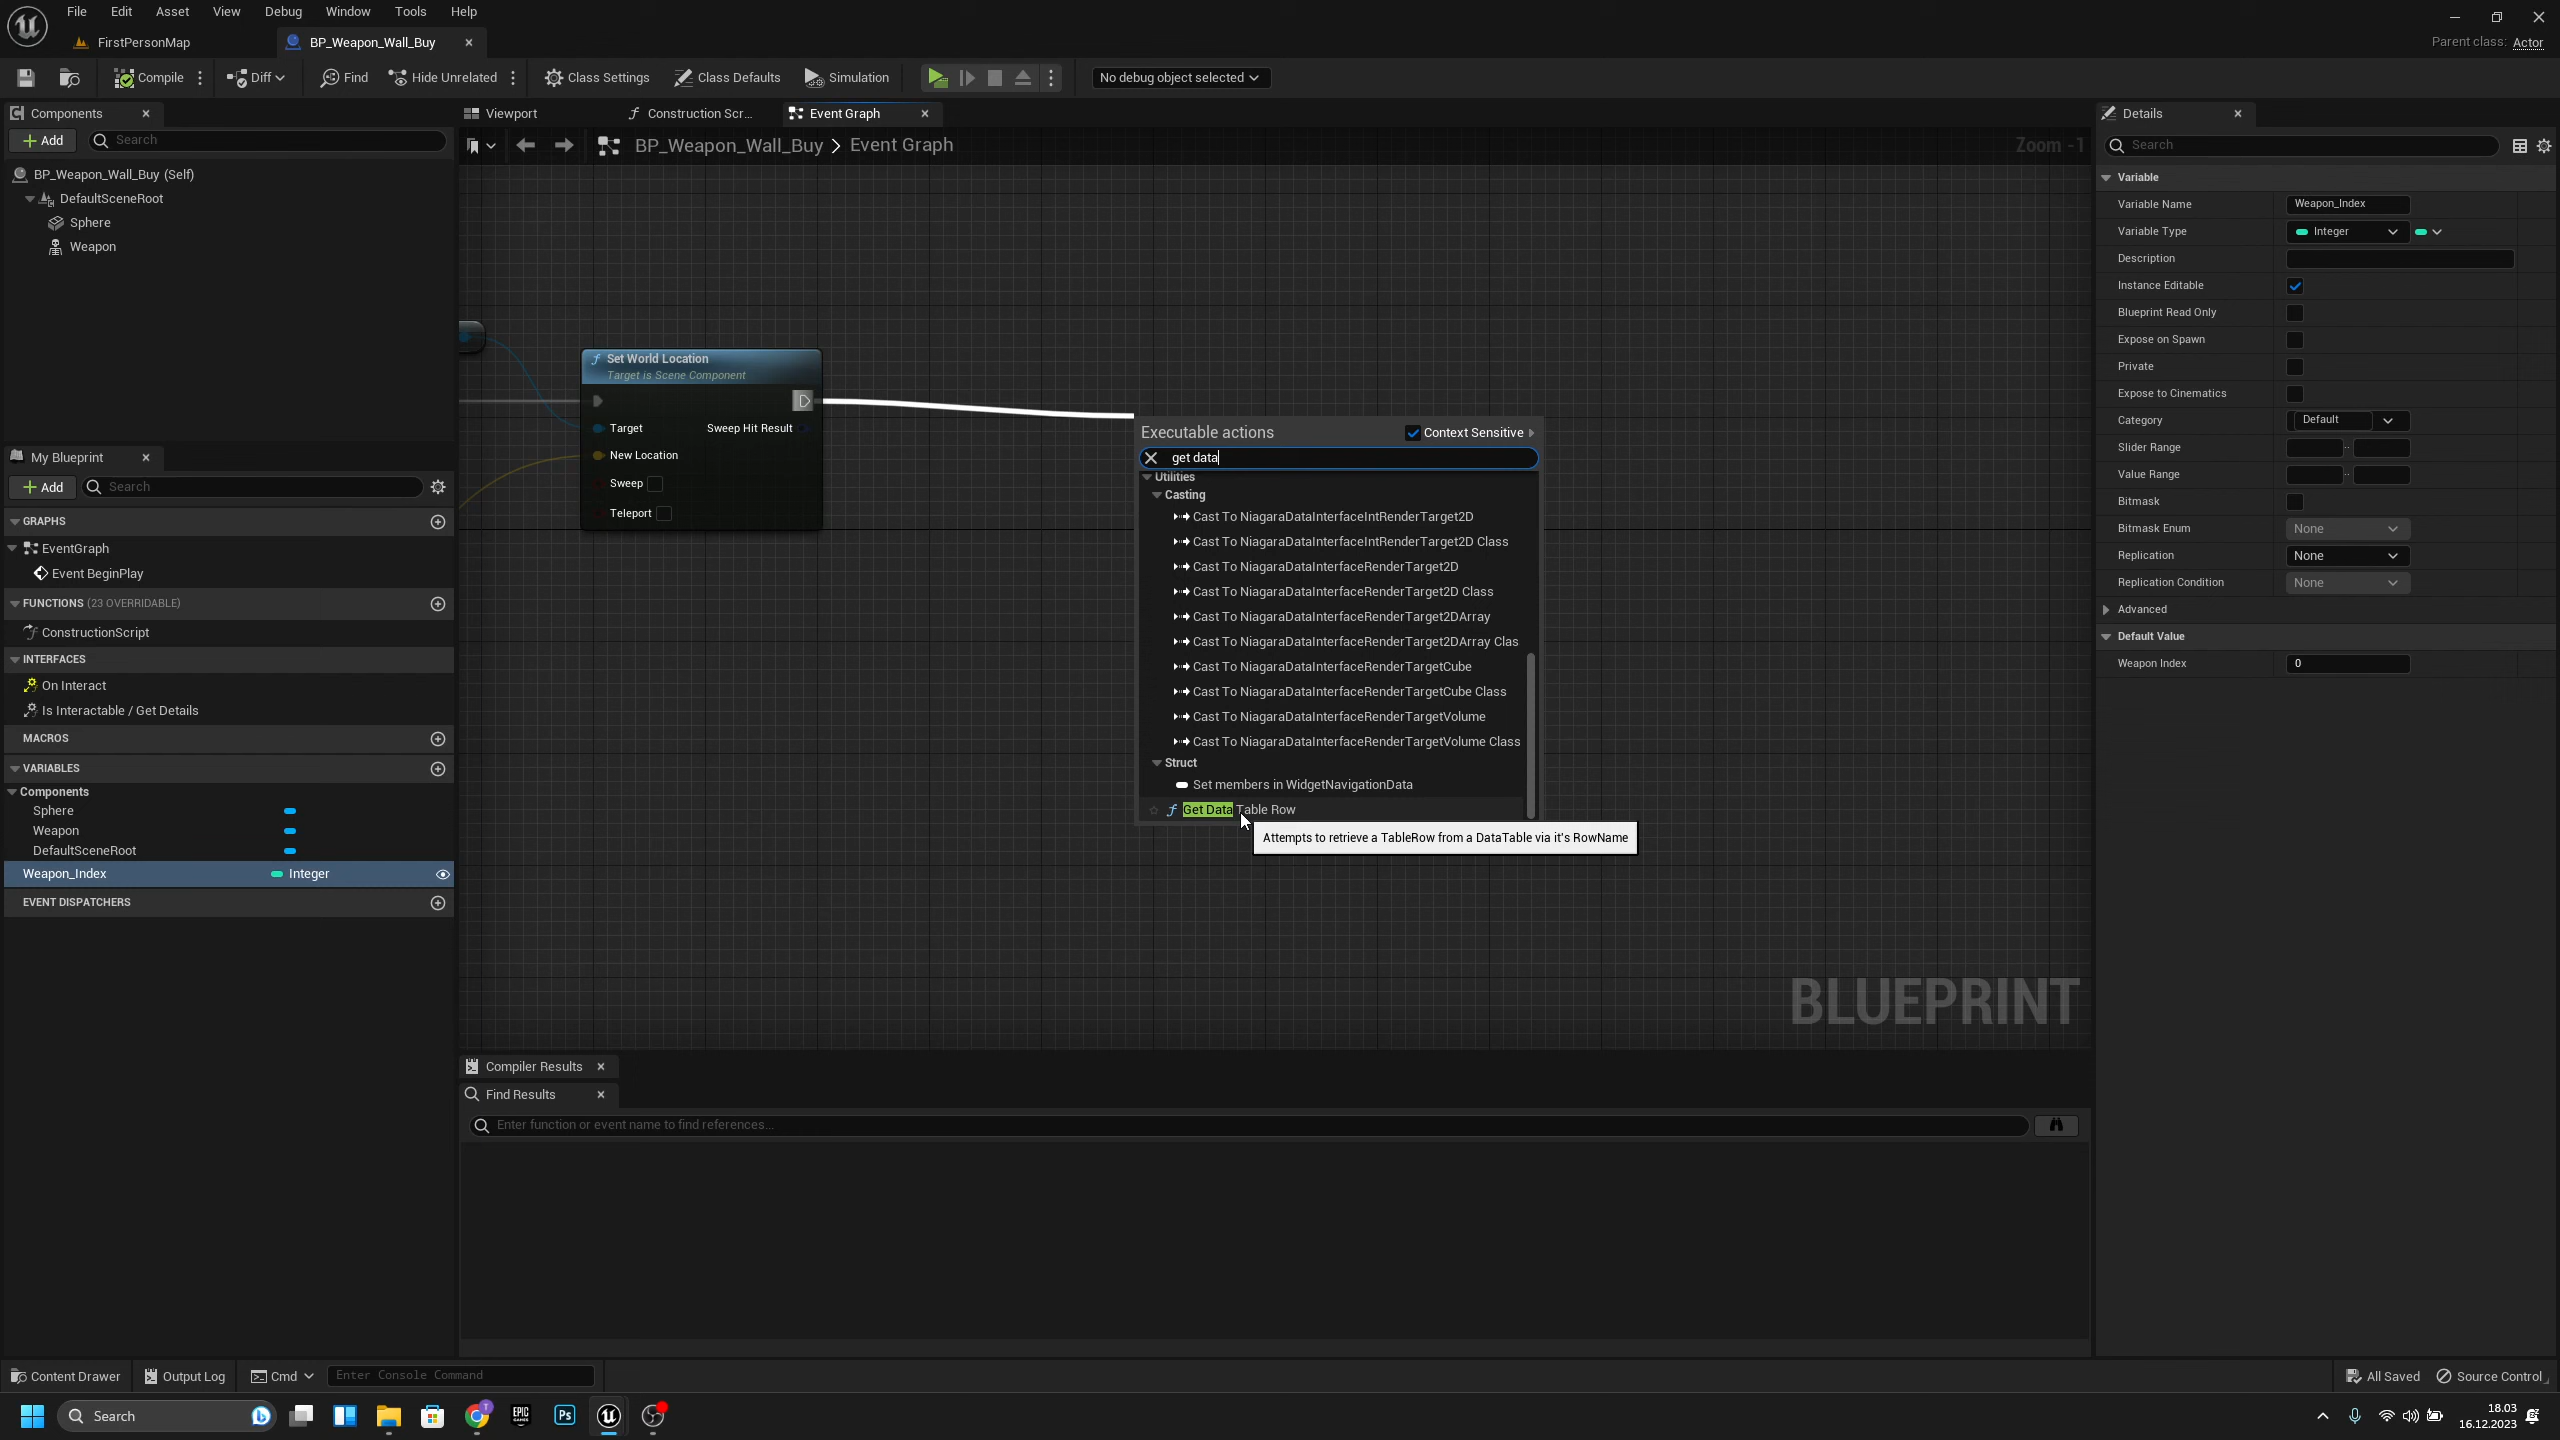 File Edit Asset View Debug Window Tools Help
FirstPersonMap
BP_Weapon_Wall_Buy
Parent class: Actor
Compile
Diff
Find
Hide Unrelated
Class Settings
Class Defaults
Simulation
No debug object selected
Components
Add
Search
BP_Weapon_Wall_Buy (Self)
DefaultSceneRoot
Sphere
Weapon
My Blueprint
Add
Search
GRAPHS
EventGraph
Event BeginPlay
FUNCTIONS (23 OVERRIDABLE)
ConstructionScript
INTERFACES
On Interact
Is Interactable / Get Details
MACROS
VARIABLES
Components
Sphere
Weapon
DefaultSceneRoot
Weapon_Index Integer
EVENT DISPATCHERS
Viewport
Construction Scr...
Event Graph
BP_Weapon_Wall_Buy > Event Graph
Zoom -1
Set World Location
Target is Scene Component
Target
Sweep Hit Result
New Location
Sweep
Teleport
Executable actions
Context Sensitive
get data
Utilities
Casting
Cast To NiagaraDataInterfaceIntRenderTarget2D
Cast To NiagaraDataInterfaceIntRenderTarget2D Class
Cast To NiagaraDataInterfaceRenderTarget2D
Cast To NiagaraDataInterfaceRenderTarget2D Class
Cast To NiagaraDataInterfaceRenderTarget2DArray
Cast To NiagaraDataInterfaceRenderTarget2DArray Clas
Cast To NiagaraDataInterfaceRenderTargetCube
Cast To NiagaraDataInterfaceRenderTargetCube Class
Cast To NiagaraDataInterfaceRenderTargetVolume
Cast To NiagaraDataInterfaceRenderTargetVolume Class
Struct
Set members in WidgetNavigationData
Get Data Table Row
Attempts to retrieve a TableRow from a DataTable via it's RowName
BLUEPRINT
Compiler Results
Find Results
Enter function or event name to find references...
Details
Search
Variable
Variable Name Weapon_Index
Variable Type Integer
Description
Instance Editable
Blueprint Read Only
Expose on Spawn
Private
Expose to Cinematics
Category Default
Slider Range
Value Range
Bitmask
Bitmask Enum None
Replication None
Replication Condition None
Advanced
Default Value
Weapon Index 0
Content Drawer
Output Log
Cmd
Enter Console Command
All Saved
Source Control
Search
T
EPIC GAMES
Ps
18.03
16.12.2023